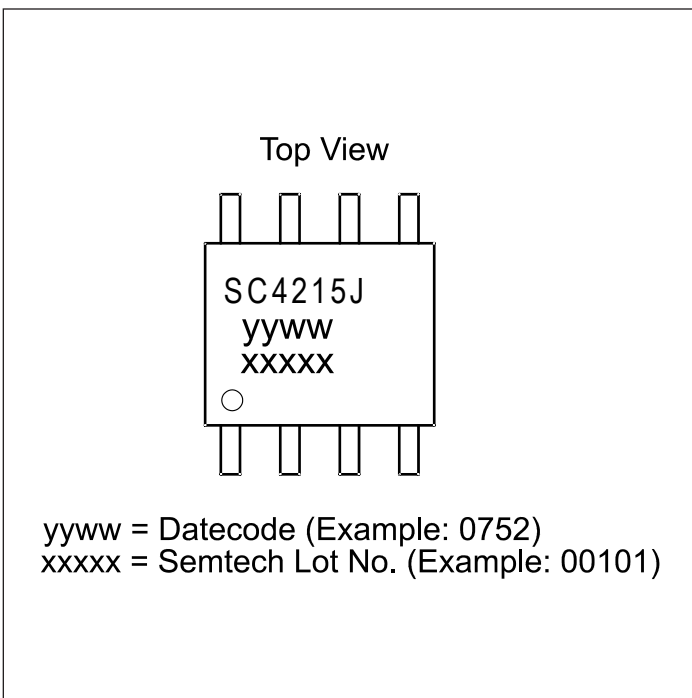 Top View
SC4215J
yyww
xxxxx
yyww = Datecode (Example: 0752)
xxxxx = Semtech Lot No. (Example: 00101)